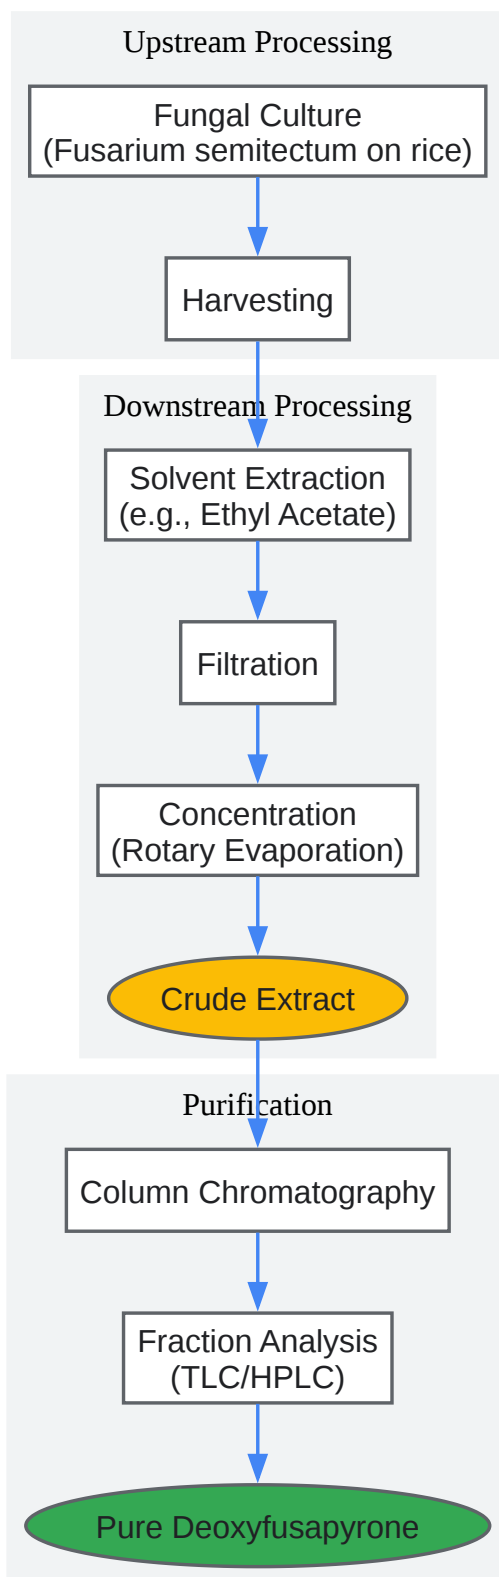 Upstream Processing
Fungal Culture
(Fusarium semitectum on rice)
Harvesting
Downstream Processing
Solvent Extraction
(e.g., Ethyl Acetate)
Filtration
Concentration
(Rotary Evaporation)
Crude Extract
Purification
Column Chromatography
Fraction Analysis
(TLC/HPLC)
Pure Deoxyfusapyrone